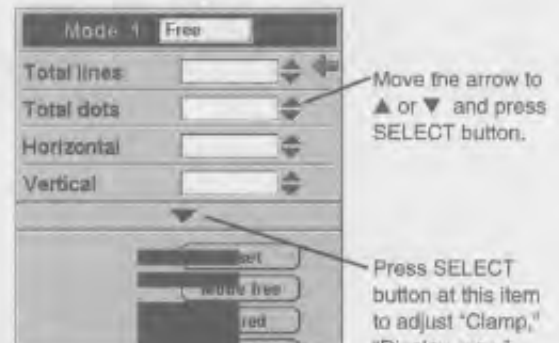 Mode 1 Free
Total lines
Total dots
Horizontal
Vertical
Move the arrow to
▲ or ▼ and press
SELECT button.
Press SELECT
button at this item
to adjust "Clamp,"